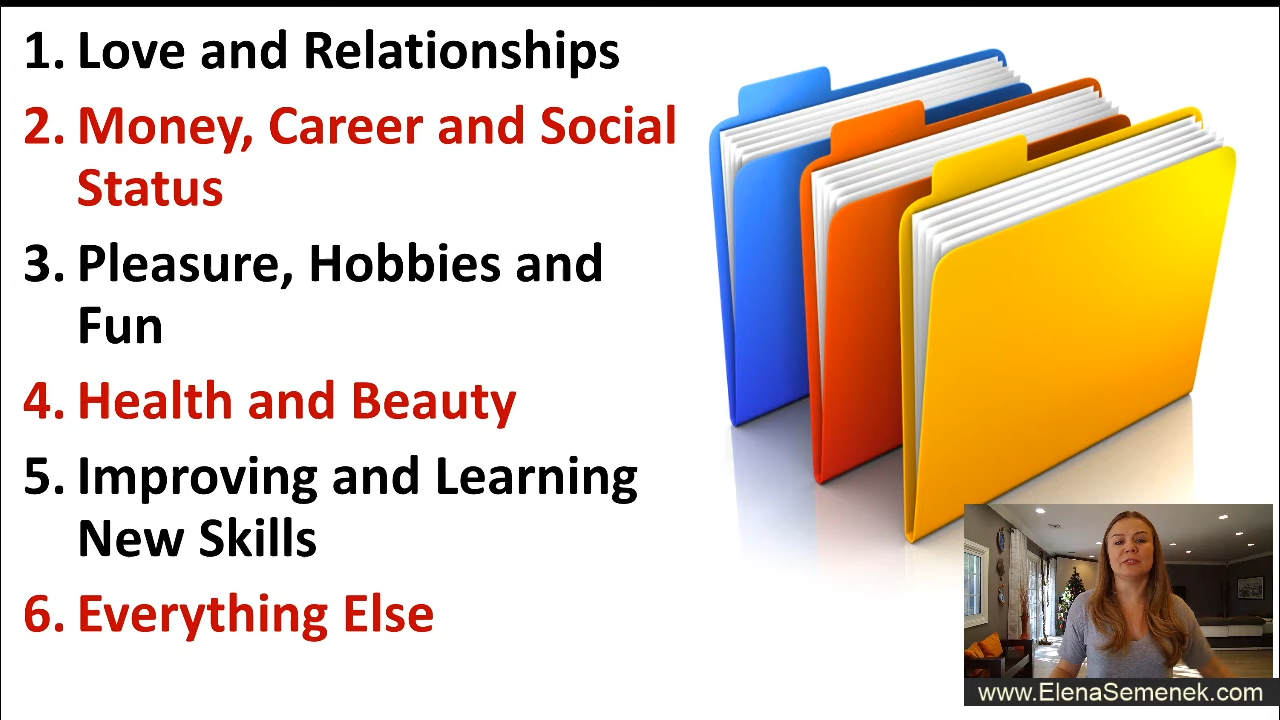 1. Love and Relationships
2. Money, Career and Social
Status
3. Pleasure, Hobbies and
Fun
4. Health and Beauty
5. Improving and Learning
New Skills
6. Everything Else
www.ElenaSemenek.com